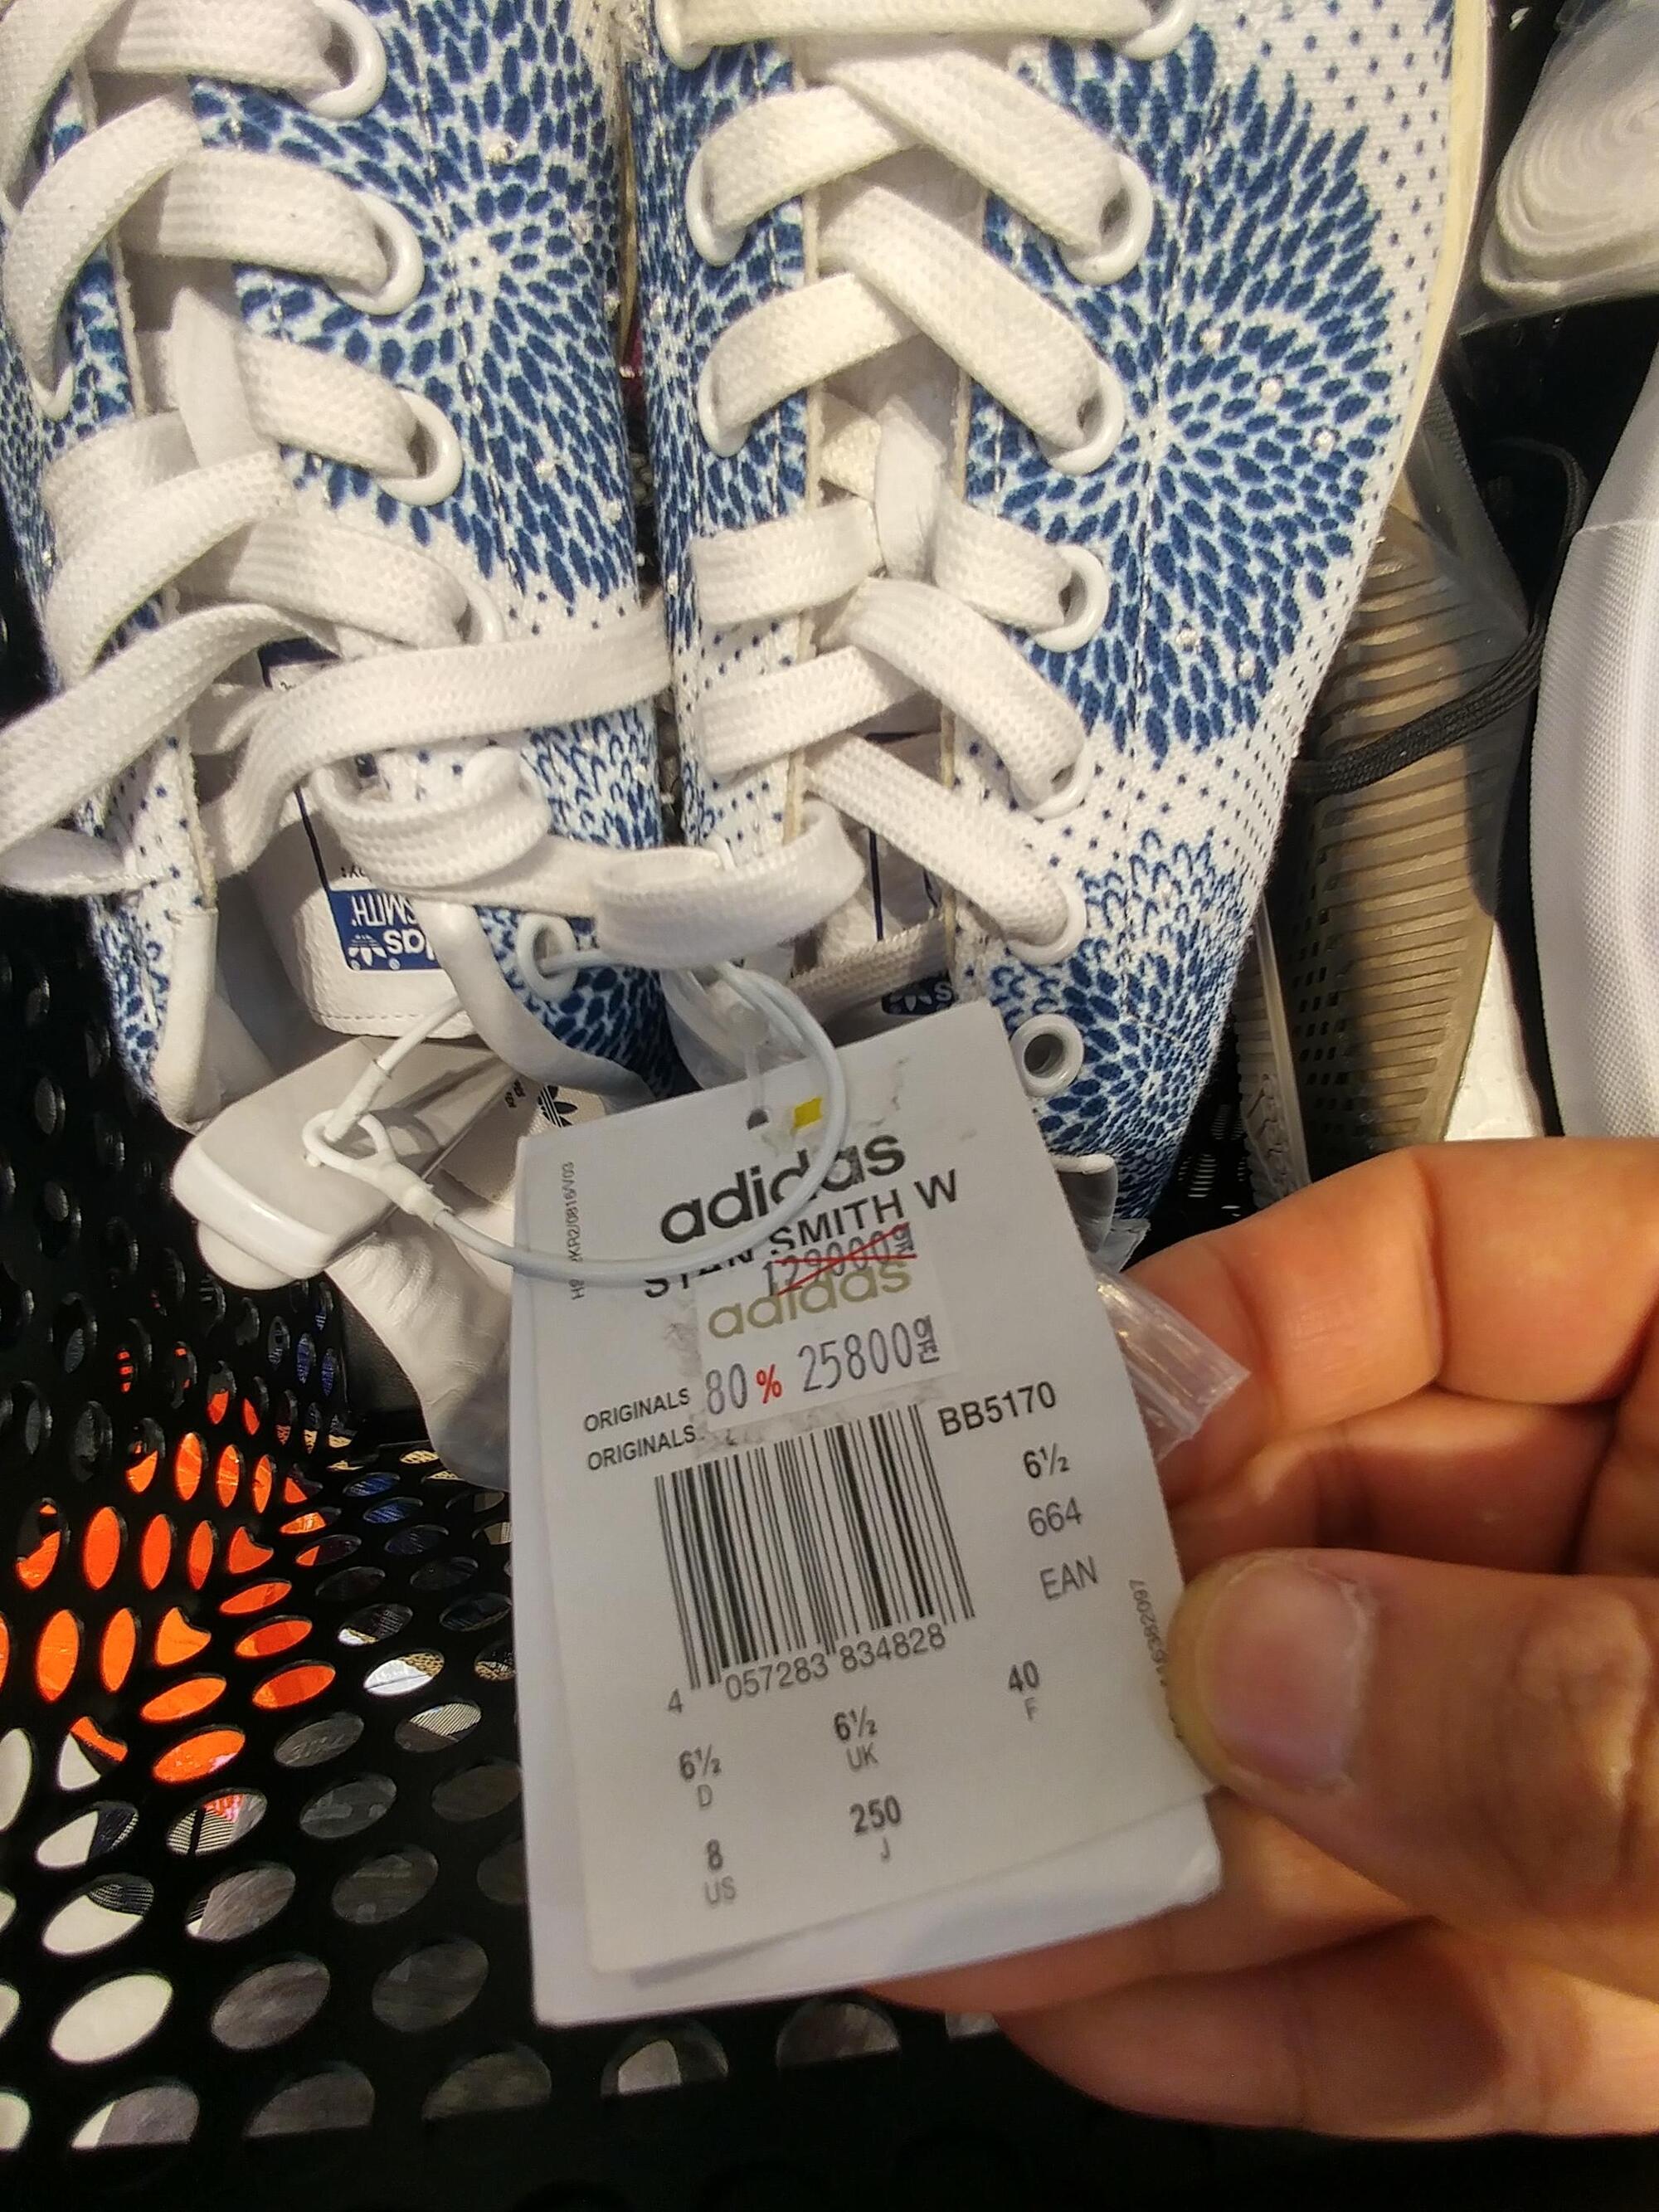 adidas
STAN SMITH W
129000원
adidas
80% 25800원
ORIGINALS
ORIGINALS
BB5170
6½
664
EAN
4 057283 834828
6½
D
6½
UK
40
F
8
US
250
J